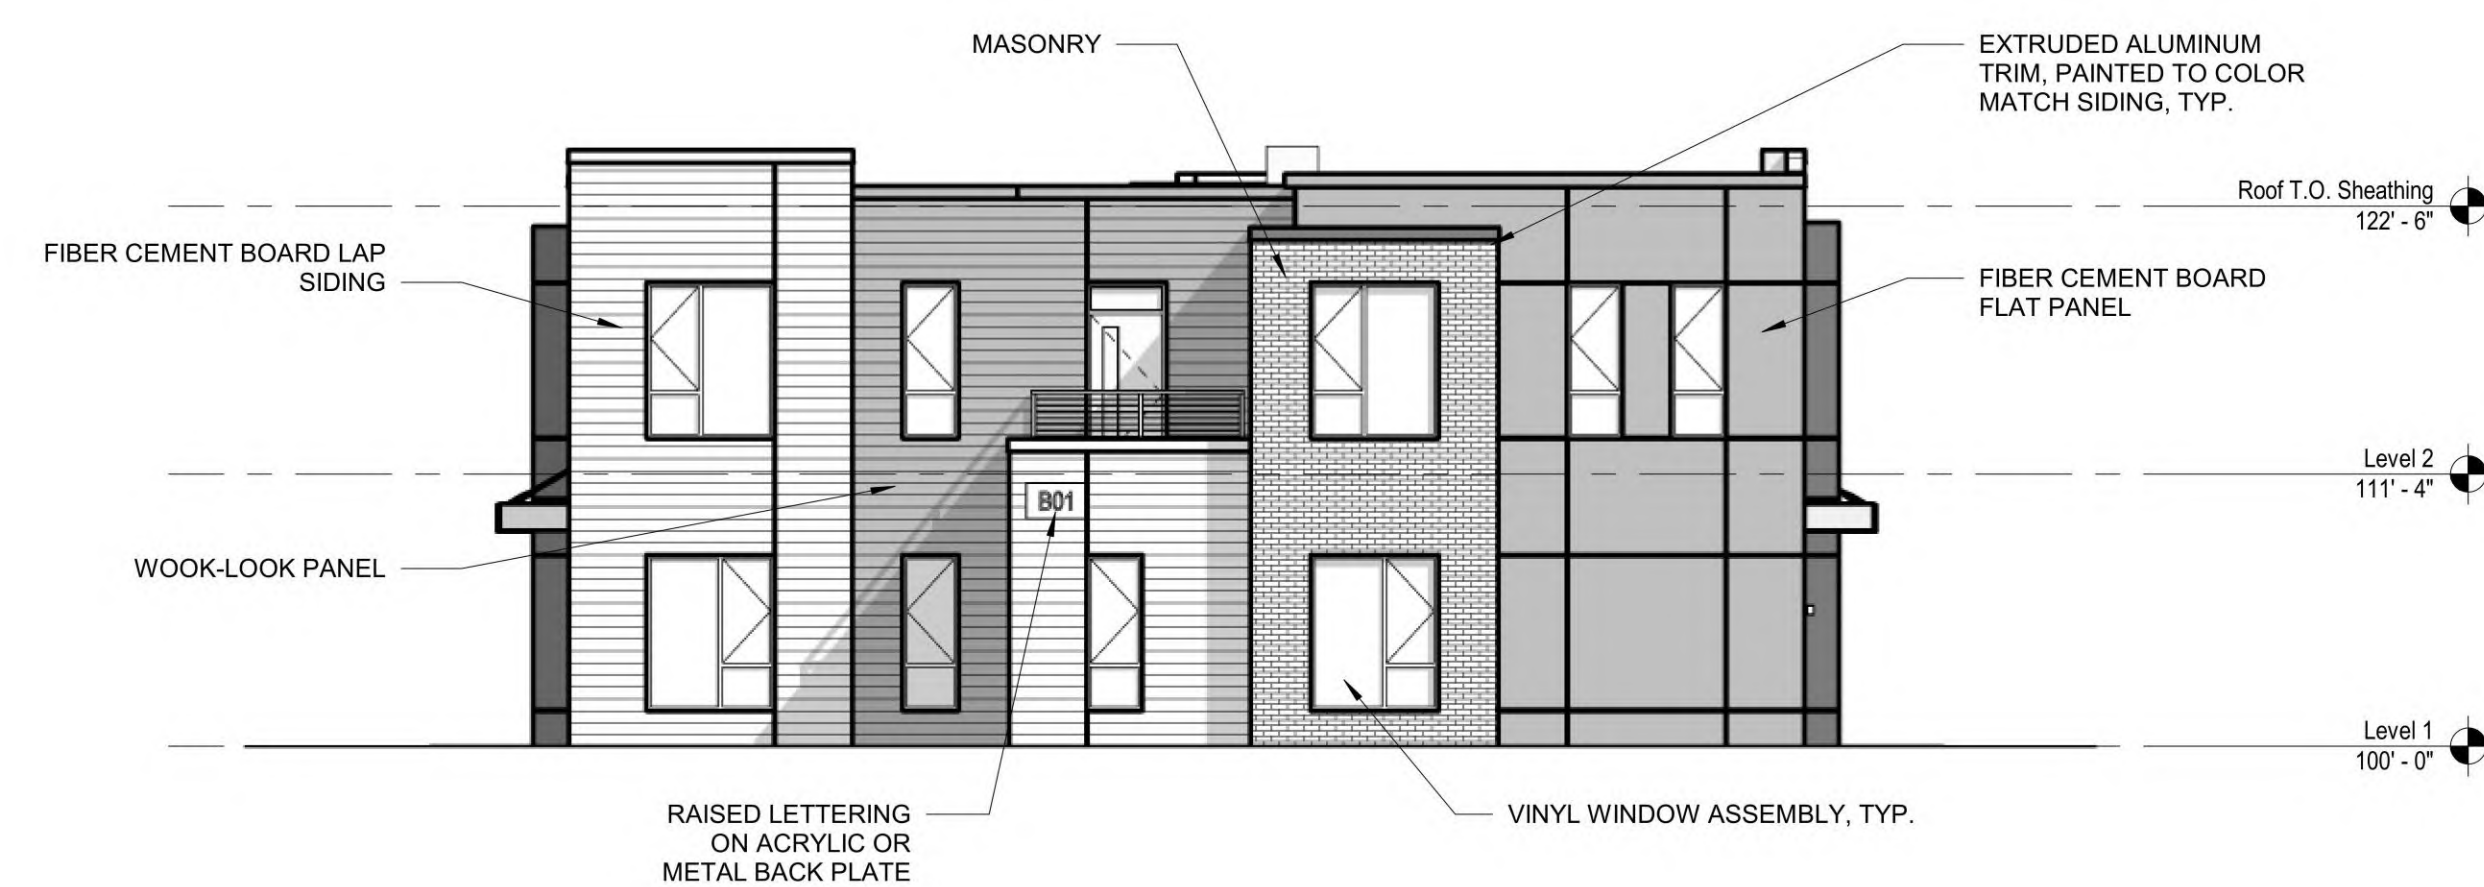 MASONRY
EXTRUDED ALUMINUM
TRIM, PAINTED TO COLOR
MATCH SIDING, TYP.
Roof T.O. Sheathing
122' - 6"
FIBER CEMENT BOARD LAP
SIDING
FIBER CEMENT BOARD
FLAT PANEL
Level 2
111' - 4"
B01
WOOK-LOOK PANEL
Level 1
100' - 0"
RAISED LETTERING
ON ACRYLIC OR
METAL BACK PLATE
VINYL WINDOW ASSEMBLY, TYP.